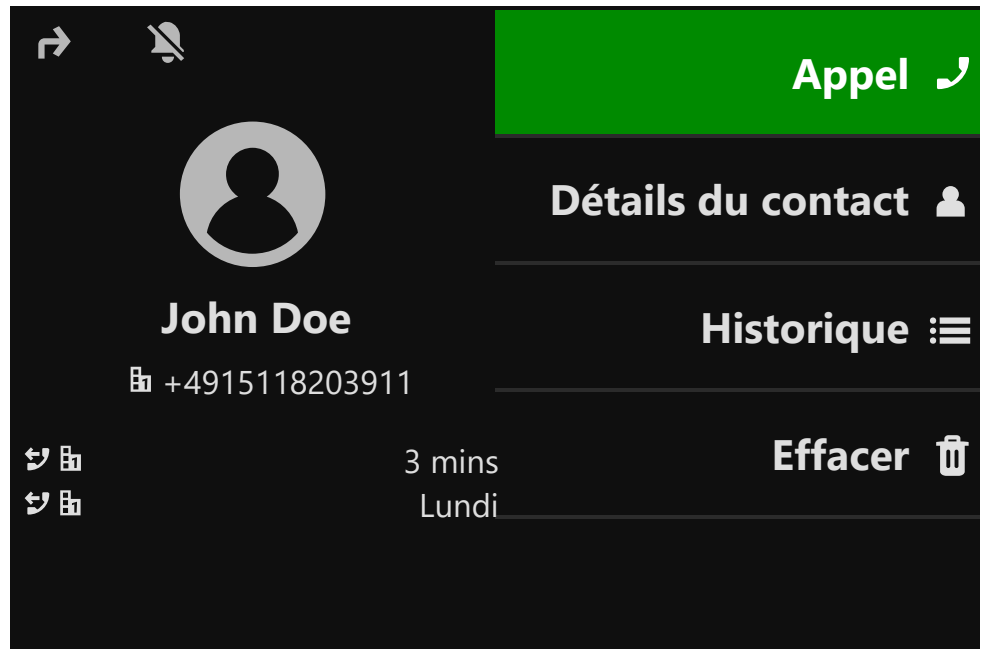 Appel
Détails du contact
Historique
Effacer
John Doe
+4915118203911
3 mins
Lundi